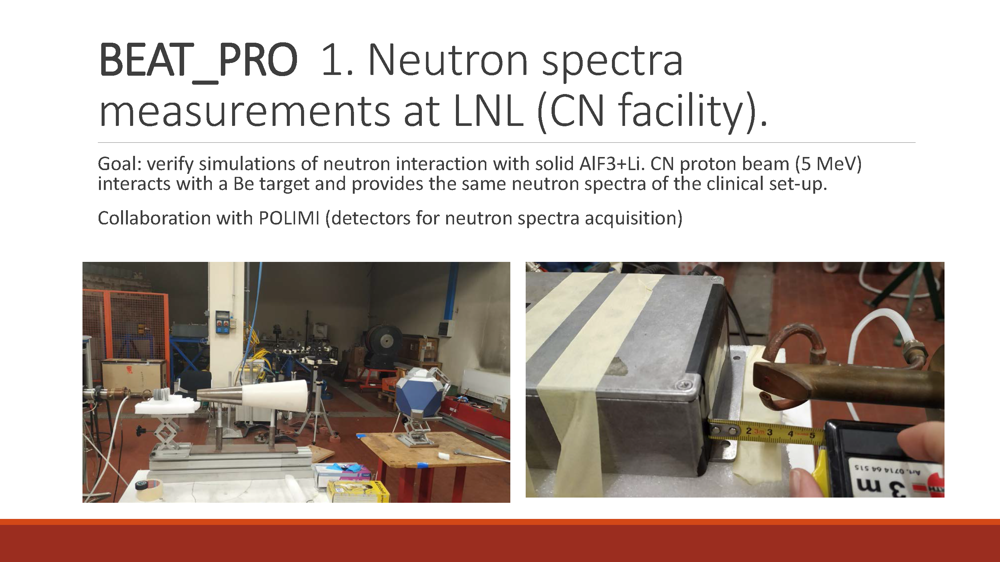 BEAT_PRO 1. Neutron spectra
measurements at LNL (CN facility).
Goal: verify simulations of neutron interaction with solid AlF3+Li. CN proton beam (5 MeV)
interacts with a Be target and provides the same neutron spectra of the clinical set-up.
Collaboration with POLIMI (detectors for neutron spectra acquisition)
Glovbell
2 3m 3 4 5
Art. 0714 64 515
3 m